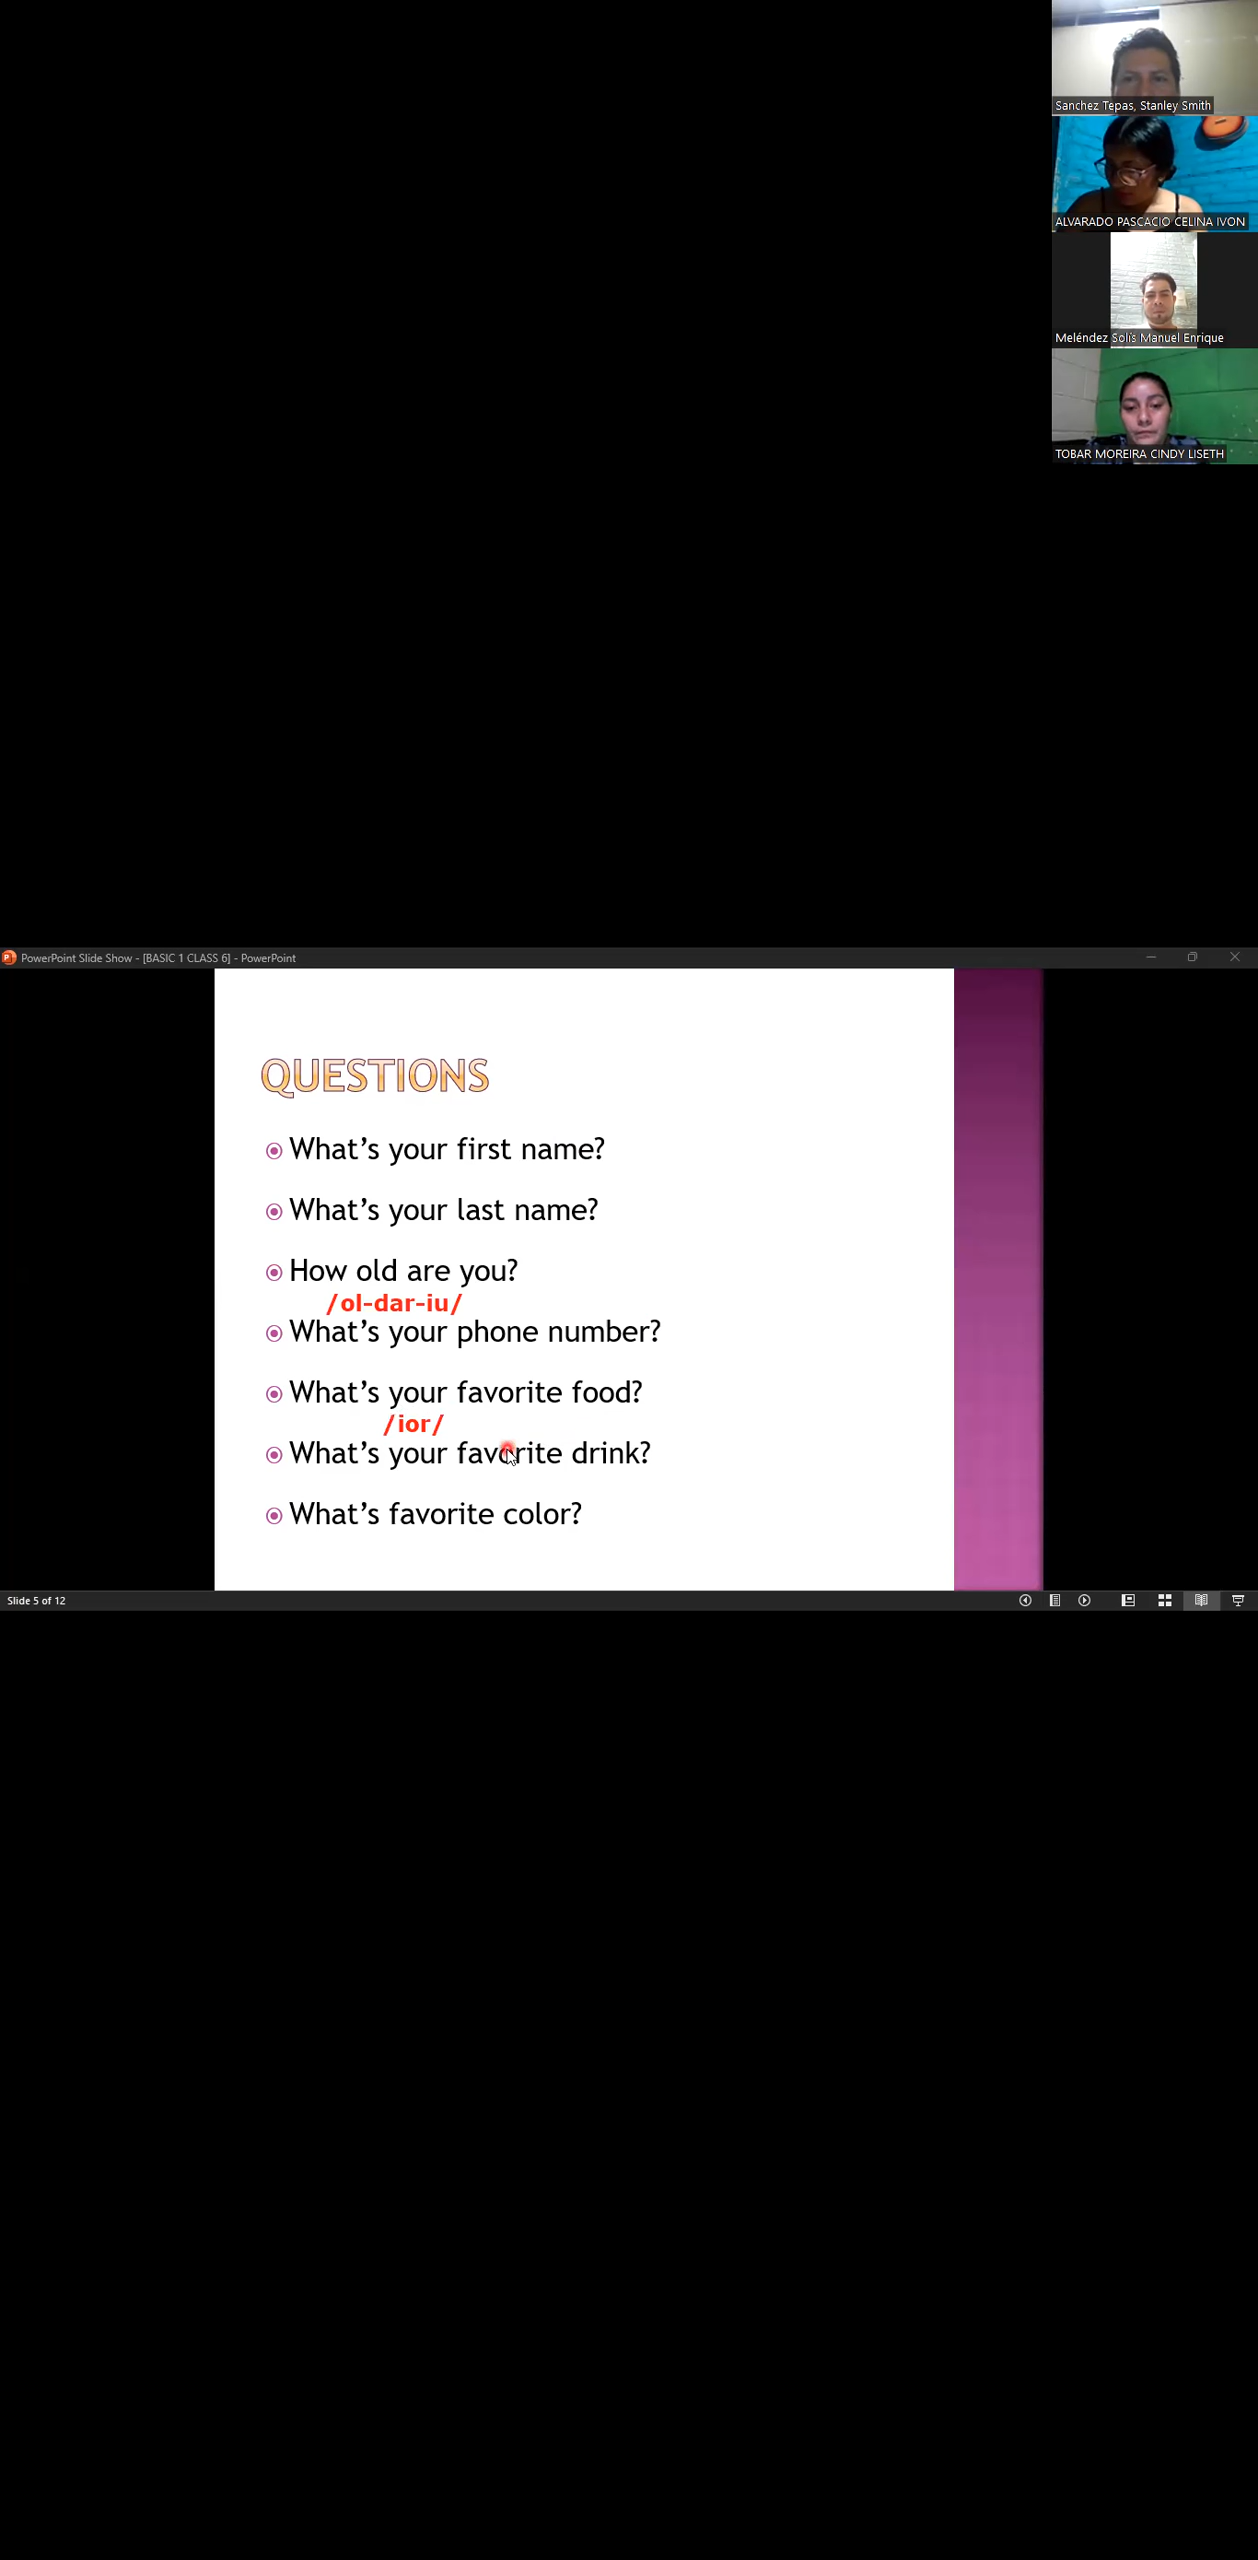 Sanchez Tepas, Stanley Smith
ALVARADO PASCACIO CELINA IVON
Meléndez Solís Manuel Enrique
TOBAR MOREIRA CINDY LISETH
PowerPoint Slide Show - [BASIC 1 CLASS 6] - PowerPoint
QUESTIONS
What’s your first name?
What’s your last name?
How old are you?
/ol-dar-iu/
What’s your phone number?
What’s your favorite food?
/ior/
What’s your favorite drink?
What’s favorite color?
Slide 5 of 12